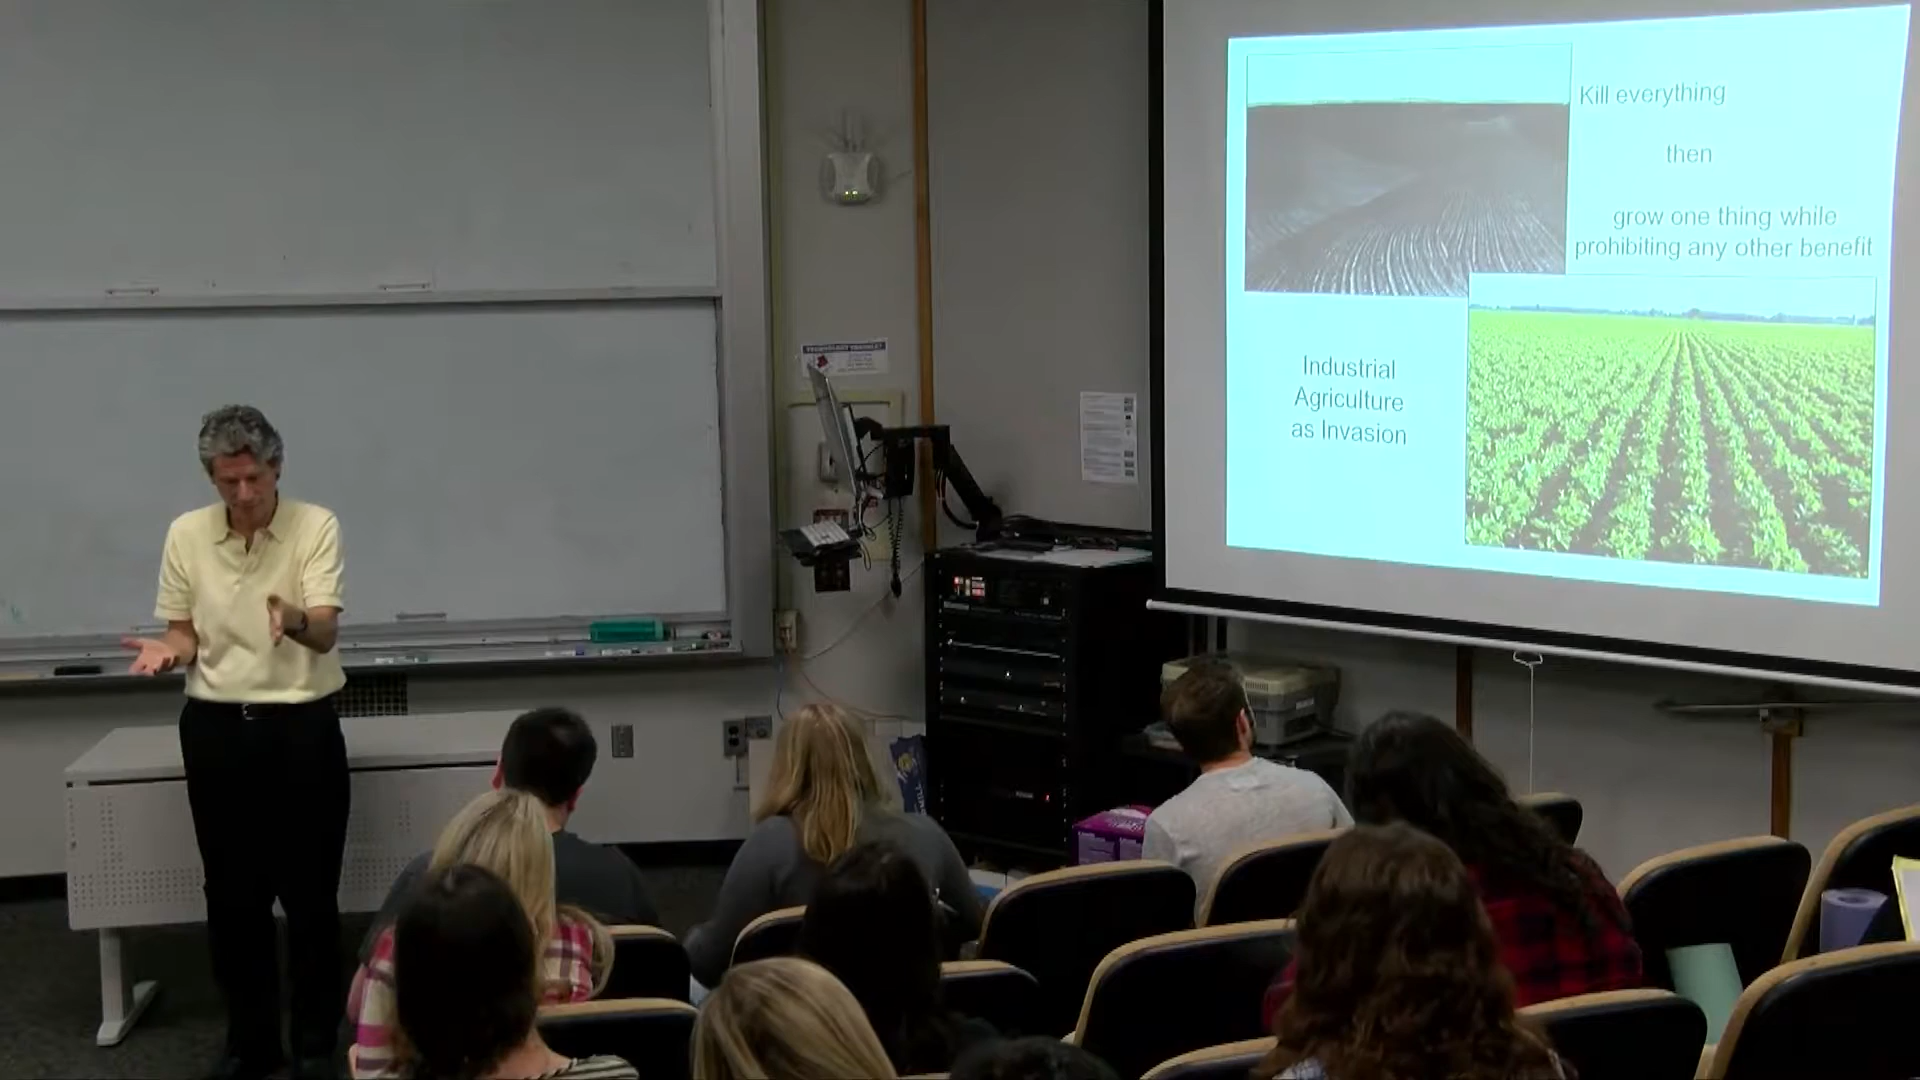 Kill everything
then
grow one thing while
prohibiting any other benefit
Industrial
Agriculture
as Invasion